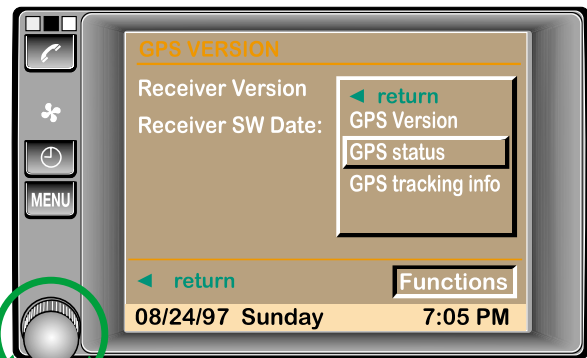 GPS VERSION
Receiver Version
Receiver SW Date:
◄ return
GPS Version
GPS status
GPS tracking info
MENU
◄ return
Functions
08/24/97 Sunday 7:05 PM